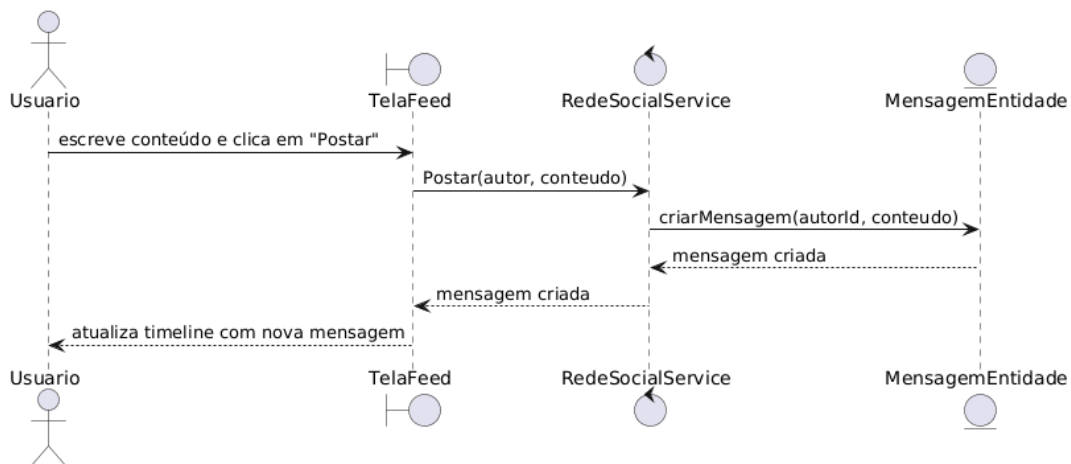 Usuario
TelaFeed
RedeSocialService
MensagemEntidade
escreve conteúdo e clica em "Postar"
Postar(autor, conteudo)
criarMensagem(autorId, conteudo)
mensagem criada
mensagem criada
atualiza timeline com nova mensagem
Usuario
TelaFeed
RedeSocialService
MensagemEntidade